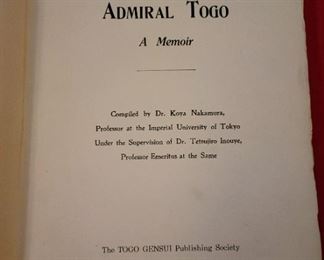 ADMIRAL TOGO
A Memoir
Compiled by Dr. Koya Nakamura,
Professor at the Imperial University of Tokyo
Under the Supervision of Dr. Tetsujiro Inouye,
Professor Emeritus at the Same
The TOGO GENSUI Publishing Society